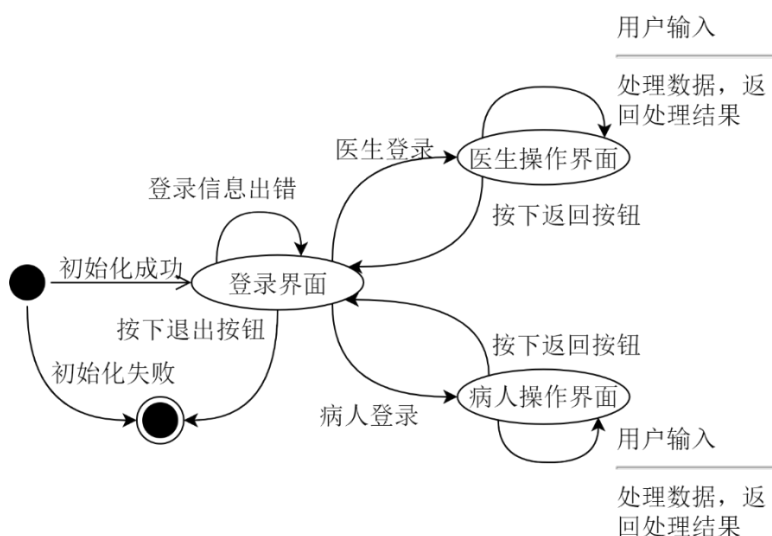 用户输入
处理数据，返
回处理结果
医生登录
医生操作界面
登录信息出错
按下返回按钮
初始化成功
登录界面
按下退出按钮
按下返回按钮
初始化失败
病人操作界面
病人登录
用户输入
处理数据，返
回处理结果